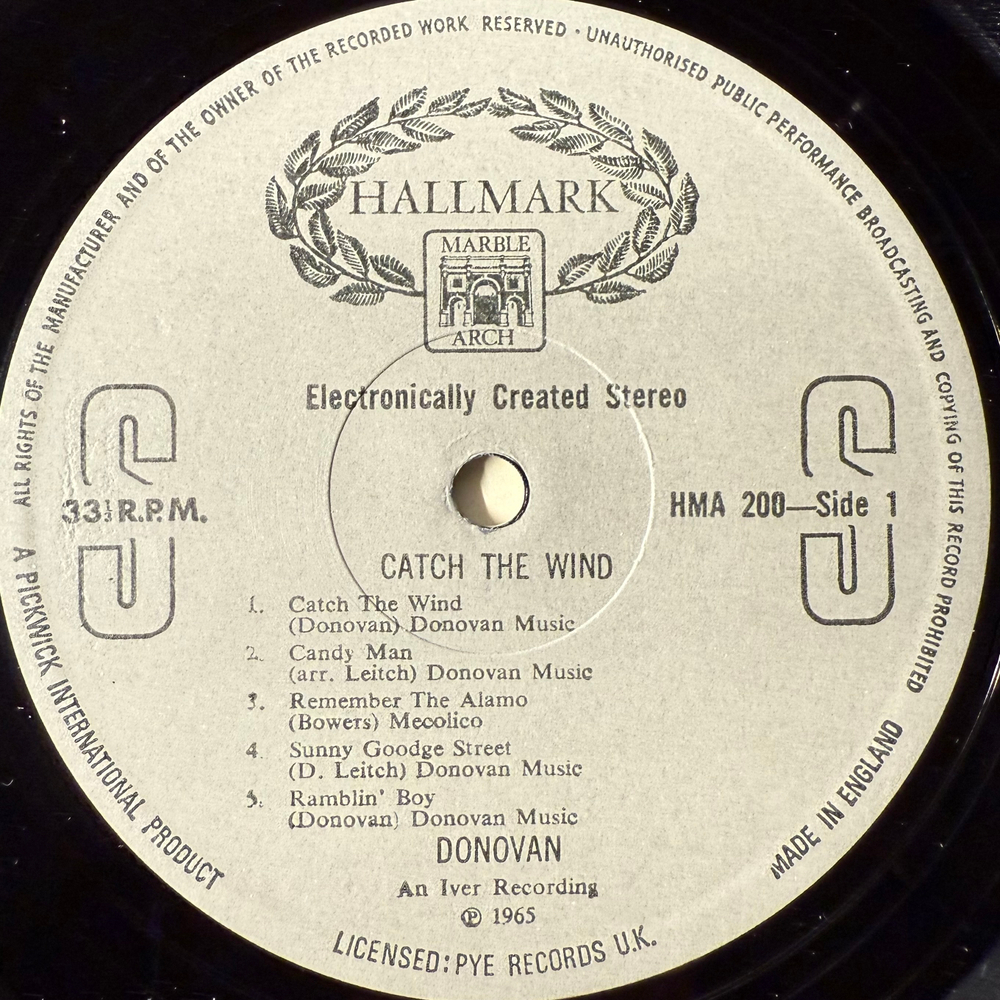 ALL RIGHTS OF THE MANUFACTURER AND OF THE OWNER OF THE RECORDED WORK RESERVED · UNAUTHORISED PUBLIC PERFORMANCE BROADCASTING AND COPYING OF THIS RECORD PROHIBITED
HALLMARK
MARBLE
ARCH
Electronically Created Stereo
33⅓ R.P.M.
HMA 200—Side 1
CATCH THE WIND
1. Catch The Wind
(Donovan) Donovan Music
2. Candy Man
(arr. Leitch) Donovan Music
3. Remember The Alamo
(Bowers) Mecolico
4. Sunny Goodge Street
(D. Leitch) Donovan Music
5. Ramblin' Boy
(Donovan) Donovan Music
DONOVAN
An Iver Recording
℗ 1965
A PICKWICK INTERNATIONAL PRODUCT
LICENSED: PYE RECORDS U.K.
MADE IN ENGLAND